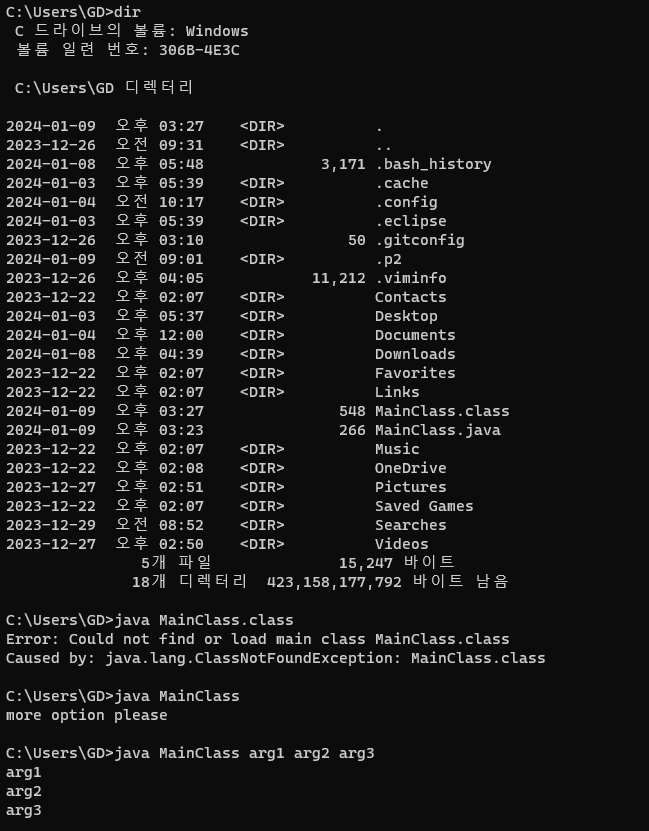 C:\Users\GD>dir
 C 드라이브의 볼륨: Windows
 볼륨 일련 번호: 306B-4E3C

 C:\Users\GD 디렉터리

2024-01-09  오후 03:27    <DIR>          .
2023-12-26  오전 09:31    <DIR>          ..
2024-01-08  오후 05:48             3,171 .bash_history
2024-01-03  오후 05:39    <DIR>          .cache
2024-01-04  오전 10:17    <DIR>          .config
2024-01-03  오후 05:39    <DIR>          .eclipse
2023-12-26  오후 03:10                50 .gitconfig
2024-01-09  오전 09:01    <DIR>          .p2
2023-12-26  오후 04:05            11,212 .viminfo
2023-12-22  오후 02:07    <DIR>          Contacts
2024-01-03  오후 05:37    <DIR>          Desktop
2024-01-04  오후 12:00    <DIR>          Documents
2024-01-08  오후 04:39    <DIR>          Downloads
2023-12-22  오후 02:07    <DIR>          Favorites
2023-12-22  오후 02:07    <DIR>          Links
2024-01-09  오후 03:27               548 MainClass.class
2024-01-09  오후 03:23               266 MainClass.java
2023-12-22  오후 02:07    <DIR>          Music
2023-12-22  오후 02:08    <DIR>          OneDrive
2023-12-27  오후 02:51    <DIR>          Pictures
2023-12-22  오후 02:07    <DIR>          Saved Games
2023-12-29  오전 08:52    <DIR>          Searches
2023-12-27  오후 02:50    <DIR>          Videos
               5개 파일              15,247 바이트
              18개 디렉터리  423,158,177,792 바이트 남음

C:\Users\GD>java MainClass.class
Error: Could not find or load main class MainClass.class
Caused by: java.lang.ClassNotFoundException: MainClass.class

C:\Users\GD>java MainClass
more option please

C:\Users\GD>java MainClass arg1 arg2 arg3
arg1
arg2
arg3